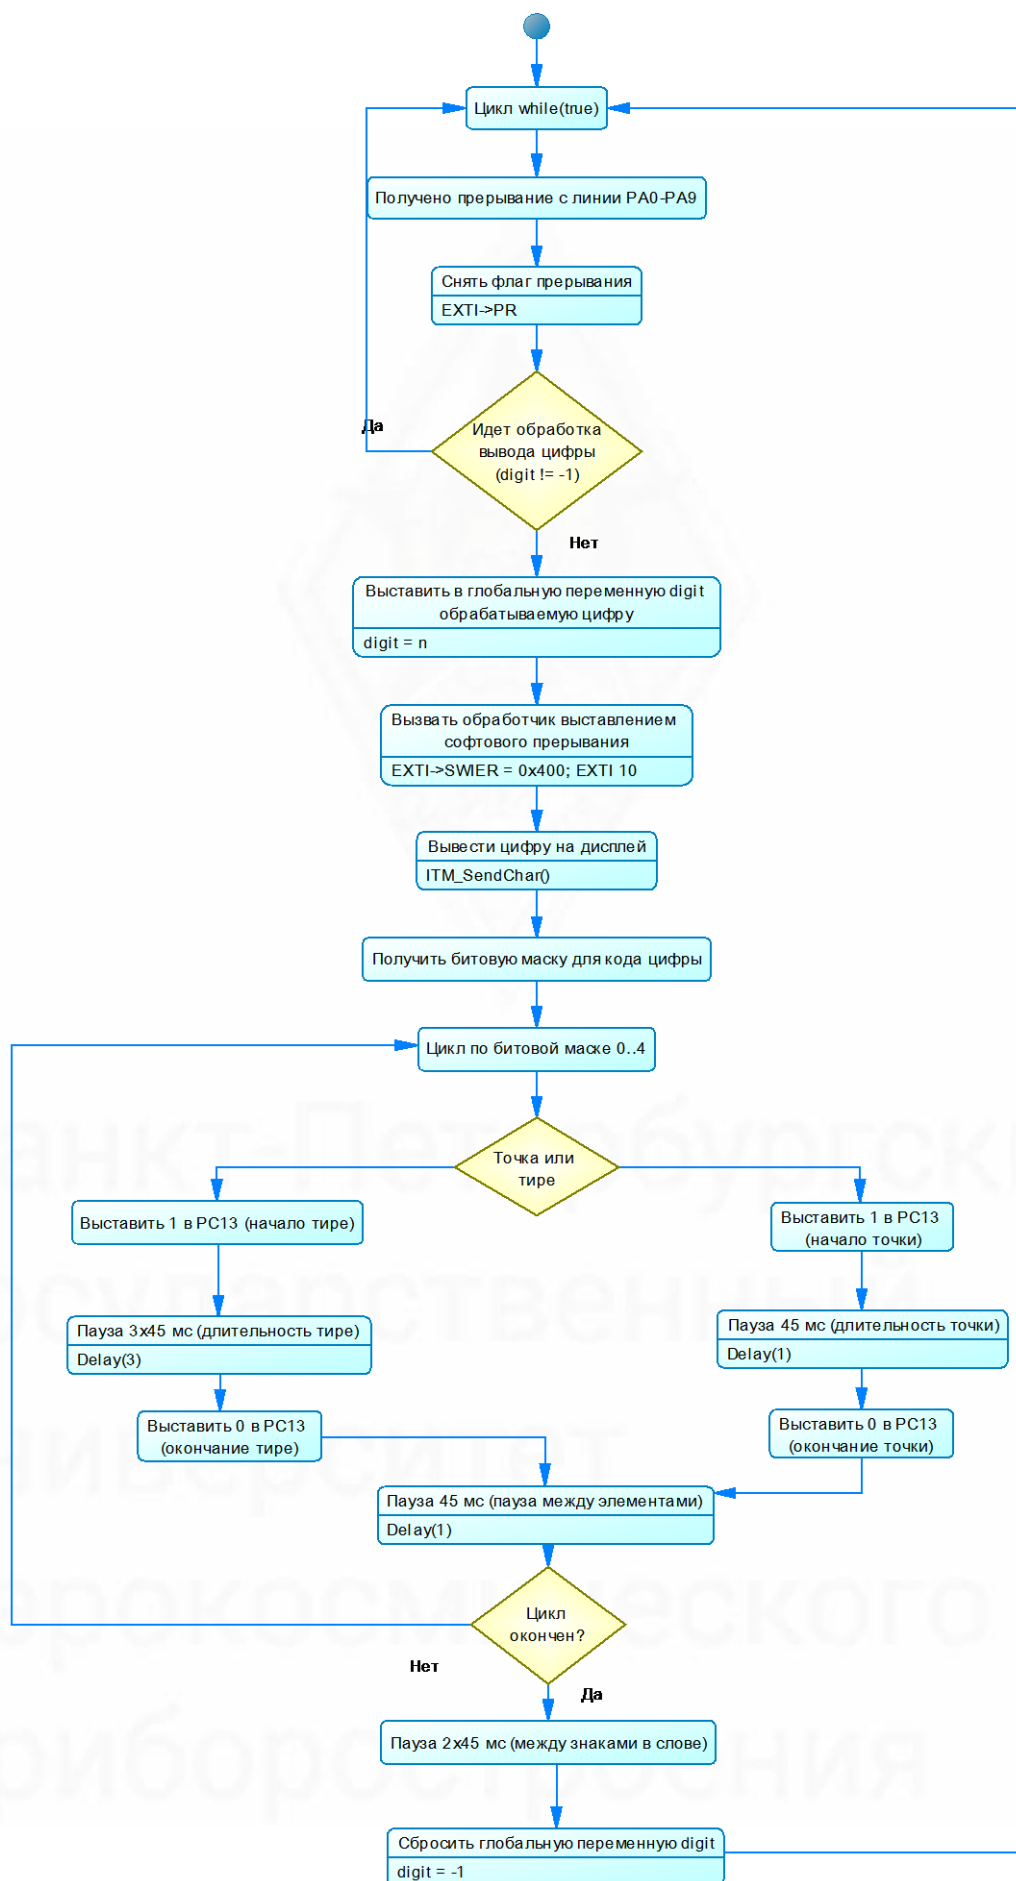 Цикл while(true)
Получено прерывание с линии PA0-PA9
Снять флаг прерывания
EXTI->PR
Да
Идет обработка
вывода цифры
(digit != -1)
Нет
Выставить в глобальную переменную digit
обрабатываемую цифру
digit = n
Вызвать обработчик выставлением
софтового прерывания
EXTI->SWIER = 0x400; EXTI 10
Вывести цифру на дисплей
ITM_SendChar()
Получить битовую маску для кода цифры
Цикл по битовой маске 0..4
Точка или
тире
Выставить 1 в PC13 (начало тире)
Выставить 1 в PC13
(начало точки)
Пауза 3x45 мс (длительность тире)
Delay(3)
Пауза 45 мс (длительность точки)
Delay(1)
Выставить 0 в PC13
(окончание тире)
Выставить 0 в PC13
(окончание точки)
Пауза 45 мс (пауза между элементами)
Delay(1)
Цикл
окончен?
Нет
Да
Пауза 2x45 мс (между знаками в слове)
Сбросить глобальную переменную digit
digit = -1